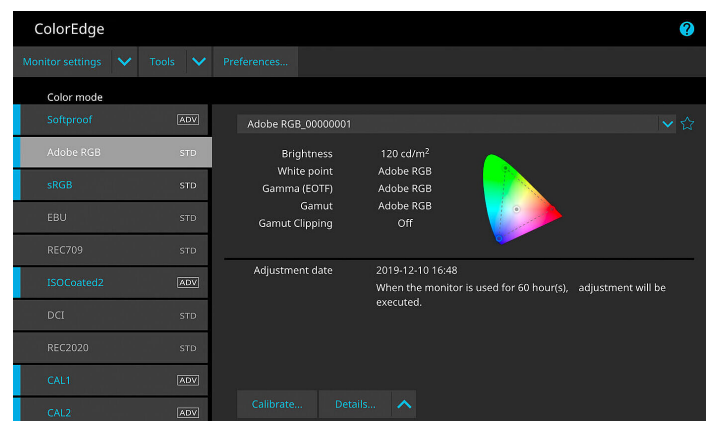 ColorEdge
?
Monitor settings Tools Preferences...
Color mode
Softproof ADV
Adobe RGB STD
sRGB STD
EBU STD
REC709 STD
ISOCoated2 ADV
DCI STD
REC2020 STD
CAL1 ADV
CAL2 ADV
Adobe RGB_00000001
Brightness 120 cd/m²
White point Adobe RGB
Gamma (EOTF) Adobe RGB
Gamut Adobe RGB
Gamut Clipping Off
Adjustment date 2019-12-10 16:48
When the monitor is used for 60 hour(s), adjustment will be
executed.
Calibrate... Details...